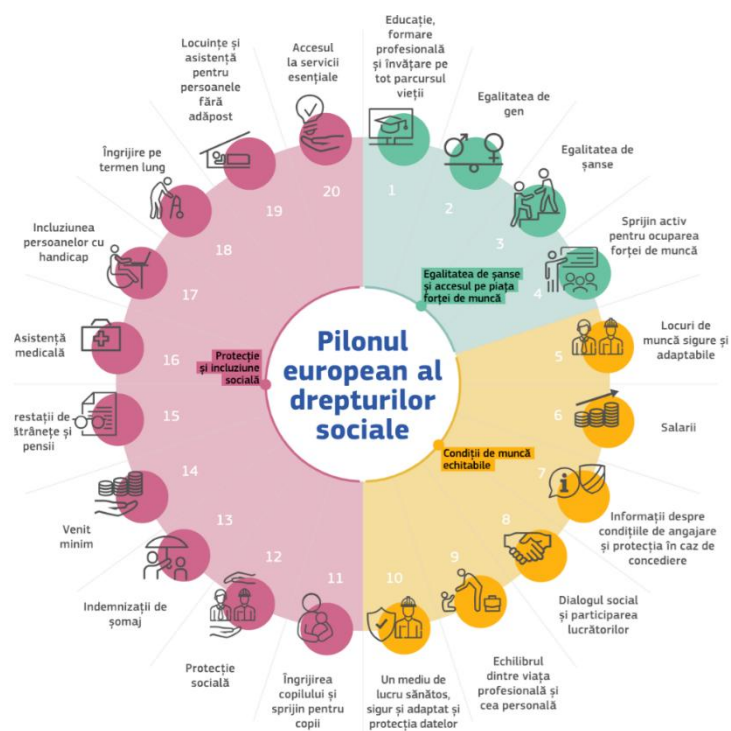 Pilonul
european al
drepturilor
sociale
Egalitatea de șanse
și accesul pe piața
forței de muncă
1
Educație,
formare
profesională
și învățare pe
tot parcursul
vieții
2
Egalitatea de
gen
3
Egalitatea de
șanse
4
Sprijin activ
pentru ocuparea
forței de muncă
Condiții de muncă
echitabile
5
Locuri de
muncă sigure și
adaptabile
6
Salarii
7
Informații despre
condițiile de angajare
și protecția în caz de
concediere
8
Dialogul social
și participarea
lucrătorilor
9
Echilibrul
dintre viața
profesională și
cea personală
10
Un mediu de
lucru sănătos,
sigur și adaptat și
protecția datelor
Protecție
și incluziune
socială
11
Îngrijirea
copilului și
sprijin pentru
copii
12
Protecție
socială
13
Indemnizații de
șomaj
14
Venit
minim
15
restații de
ătrânețe și
pensii
16
Asistență
medicală
17
Incluziunea
persoanelor cu
handicap
18
Îngrijire pe
termen lung
19
Locuințe și
asistență
pentru
persoanele
fără
adăpost
20
Accesul
la servicii
esențiale